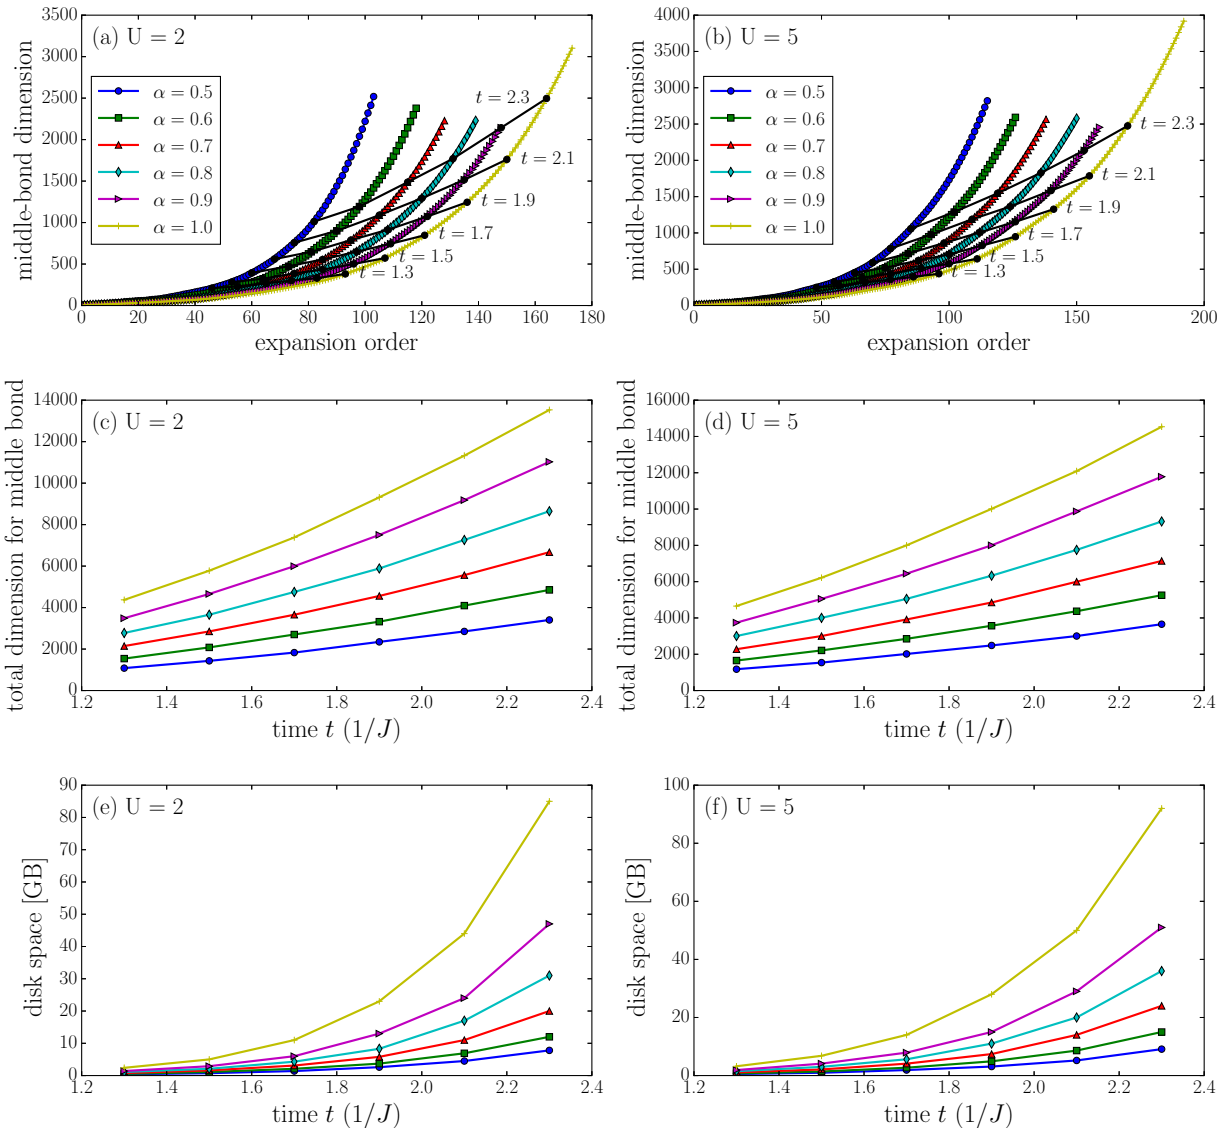 (a) U = 2
middle-bond dimension
3500
3000
2500
2000
1500
1000
500
0
α = 0.5
α = 0.6
α = 0.7
α = 0.8
α = 0.9
α = 1.0
t = 2.3
t = 2.1
t = 1.9
t = 1.7
t = 1.5
t = 1.3
0 20 40 60 80 100 120 140 160 180
expansion order
(b) U = 5
middle-bond dimension
4000
3500
3000
2500
2000
1500
1000
500
0
α = 0.5
α = 0.6
α = 0.7
α = 0.8
α = 0.9
α = 1.0
t = 2.3
t = 2.1
t = 1.9
t = 1.7
t = 1.5
t = 1.3
0 50 100 150 200
expansion order
(c) U = 2
total dimension for middle bond
14000
12000
10000
8000
6000
4000
2000
0
1.2 1.4 1.6 1.8 2.0 2.2 2.4
time t (1/J)
(d) U = 5
total dimension for middle bond
16000
14000
12000
10000
8000
6000
4000
2000
0
1.2 1.4 1.6 1.8 2.0 2.2 2.4
time t (1/J)
(e) U = 2
disk space [GB]
90
80
70
60
50
40
30
20
10
0
1.2 1.4 1.6 1.8 2.0 2.2 2.4
time t (1/J)
(f) U = 5
disk space [GB]
100
80
60
40
20
0
1.2 1.4 1.6 1.8 2.0 2.2 2.4
time t (1/J)